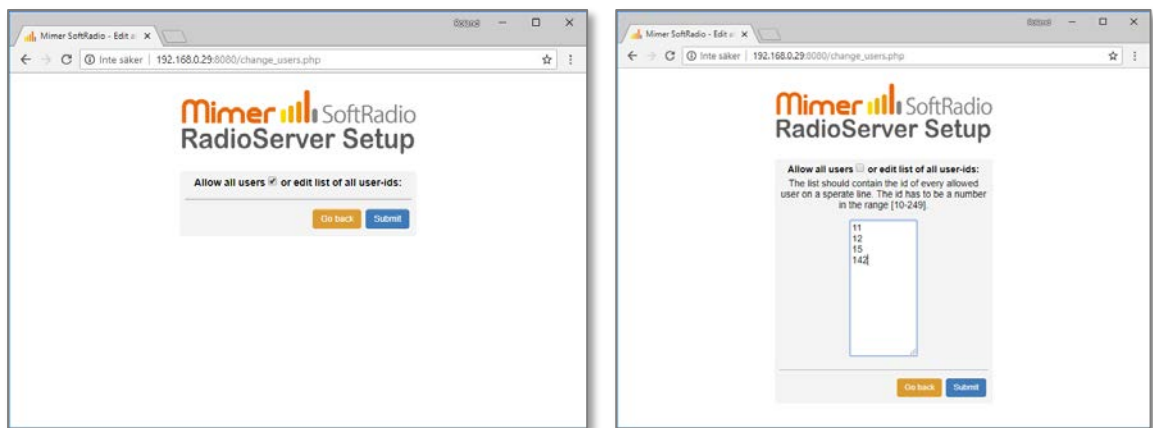 Mimer SoftRadio - Edit a
Inte säker | 192.168.0.29:8080/change_users.php
Mimer SoftRadio
RadioServer Setup
Allow all users or edit list of all user-ids:
Go back Submit
Mimer SoftRadio - Edit a
Inte säker | 192.168.0.29:8080/change_users.php
Mimer SoftRadio
RadioServer Setup
Allow all users or edit list of all user-ids:
The list should contain the id of every allowed
user on a sperate line. The id has to be a number
in the range [10-249].
11
12
15
142
Go back Submit